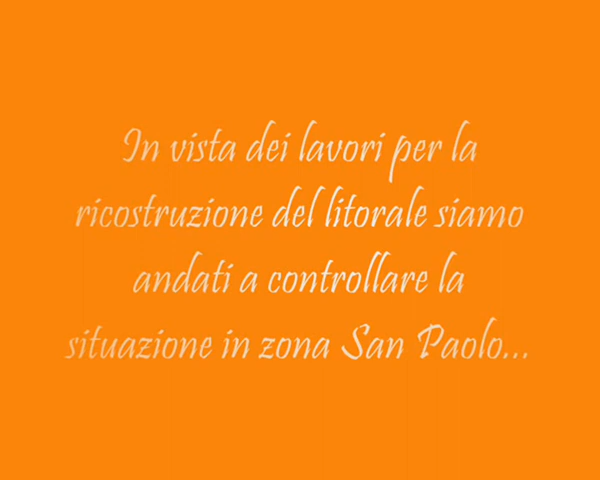 In vista dei lavori per la
ricostruzione del litorale siamo
andati a controllare la
situazione in zona San Paolo...